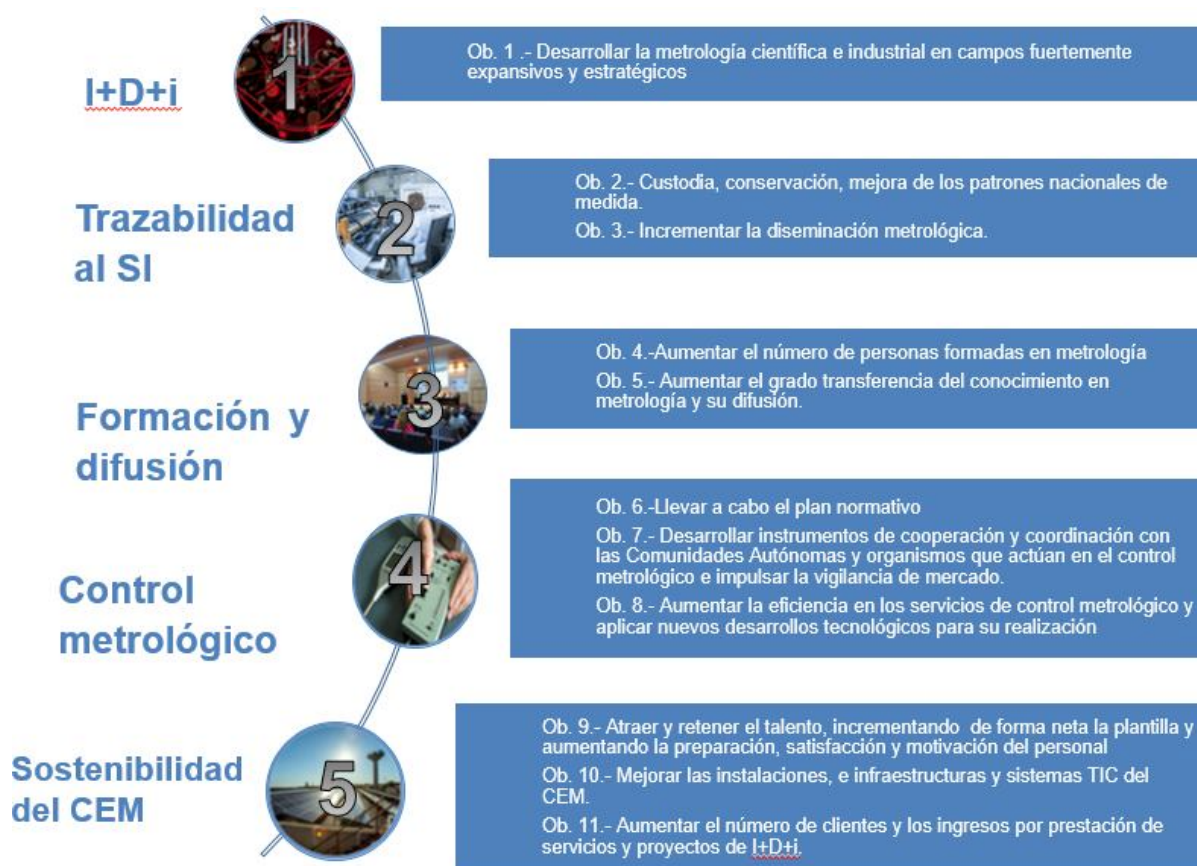 I+D+i
1
Ob. 1 .- Desarrollar la metrología científica e industrial en campos fuertemente
expansivos y estratégicos
Trazabilidad
al SI
2
Ob. 2.- Custodia, conservación, mejora de los patrones nacionales de
medida.
Ob. 3.- Incrementar la diseminación metrológica.
Formación y
difusión
3
Ob. 4.-Aumentar el número de personas formadas en metrología
Ob. 5.- Aumentar el grado transferencia del conocimiento en
metrología y su difusión.
Control
metrológico
4
Ob. 6.-Llevar a cabo el plan normativo
Ob. 7.- Desarrollar instrumentos de cooperación y coordinación con
las Comunidades Autónomas y organismos que actúan en el control
metrológico e impulsar la vigilancia de mercado.
Ob. 8.- Aumentar la eficiencia en los servicios de control metrológico y
aplicar nuevos desarrollos tecnológicos para su realización
Sostenibilidad
del CEM
5
Ob. 9.- Atraer y retener el talento, incrementando de forma neta la plantilla y
aumentando la preparación, satisfacción y motivación del personal
Ob. 10.- Mejorar las instalaciones, e infraestructuras y sistemas TIC del
CEM.
Ob. 11.- Aumentar el número de clientes y los ingresos por prestación de
servicios y proyectos de I+D+i.